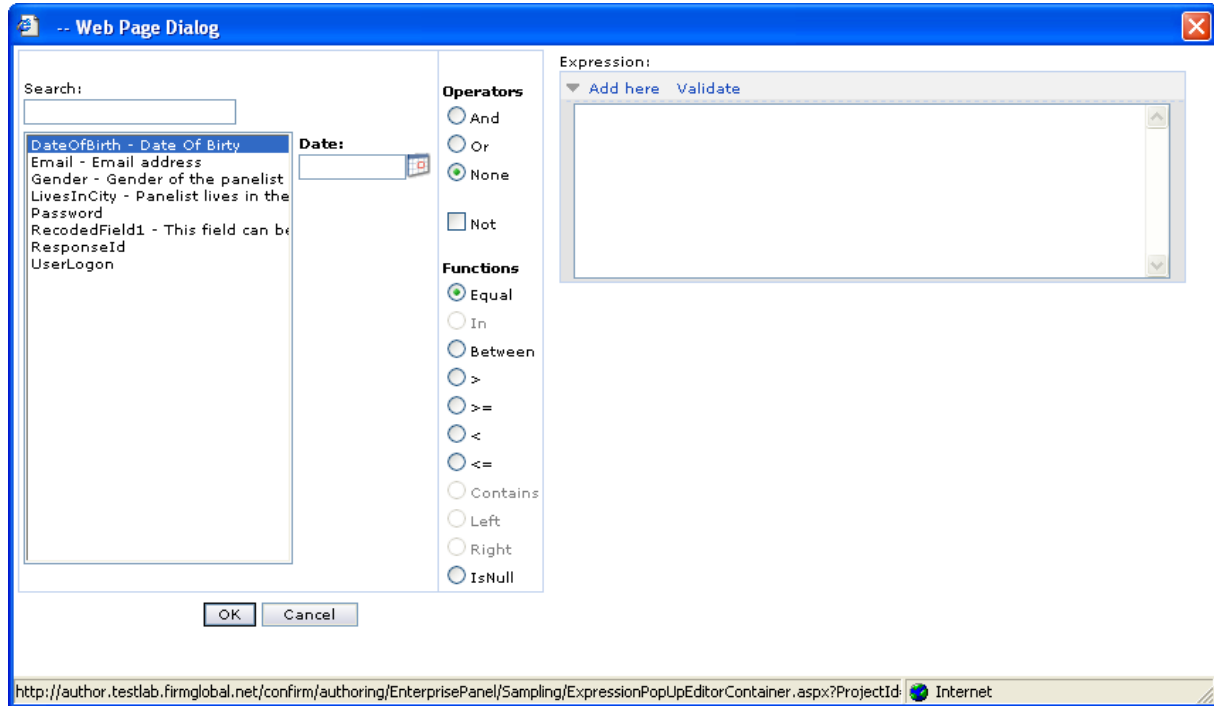 -- Web Page Dialog
Search:
DateOfBirth - Date Of Birty
Email - Email address
Gender - Gender of the panelist
LivesInCity - Panelist lives in the
Password
RecodedField1 - This field can be
ResponseId
UserLogon
Date:
Operators
And
Or
None
Not
Functions
Equal
In
Between
>
>=
<
<=
Contains
Left
Right
IsNull
Expression:
Add here Validate
OK Cancel
http://author.testlab.firmglobal.net/confirm/authoring/EnterprisePanel/Sampling/ExpressionPopUpEditorContainer.aspx?ProjectId Internet